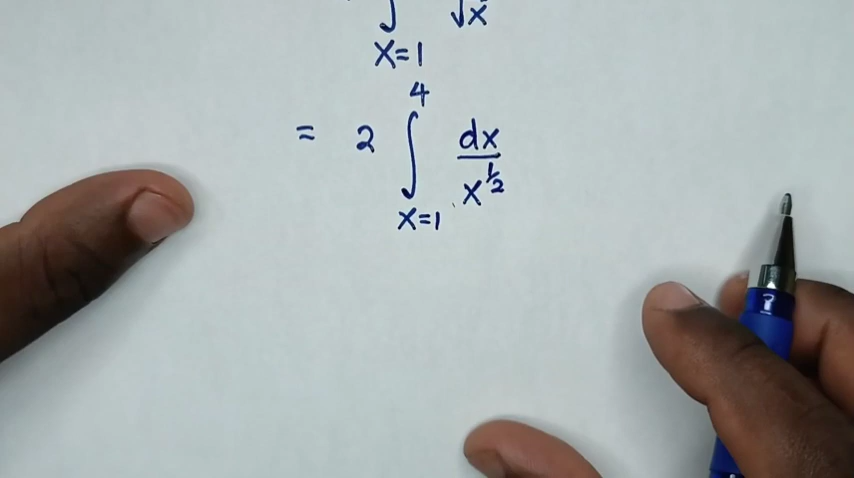 ∫ √x
x=1
4
= 2 ∫ dx/x^½
x=1